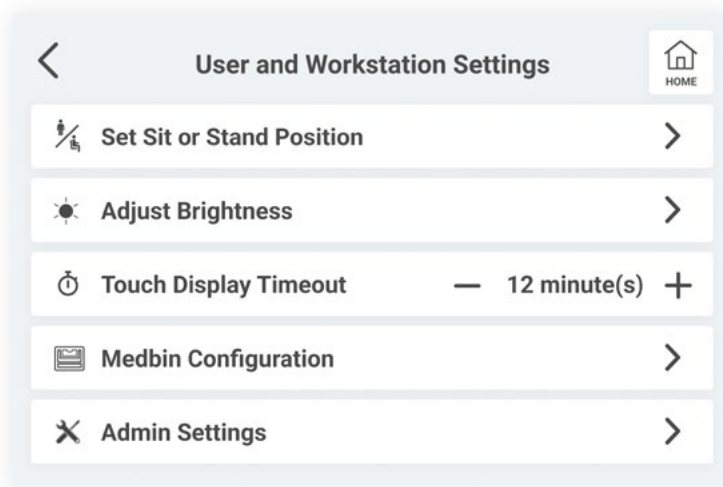 User and Workstation Settings
HOME
Set Sit or Stand Position
Adjust Brightness
Touch Display Timeout — 12 minute(s) +
Medbin Configuration
Admin Settings